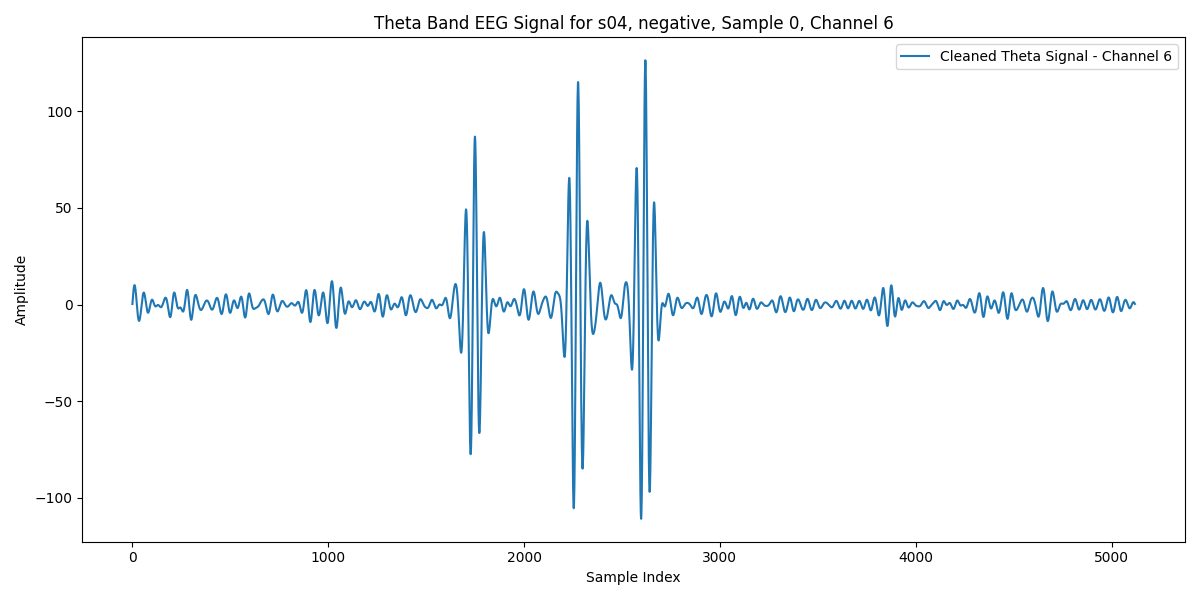 Theta Band EEG Signal for s04, negative, Sample 0, Channel 6
Cleaned Theta Signal - Channel 6
100
50
0
−50
−100
Amplitude
0 1000 2000 3000 4000 5000
Sample Index